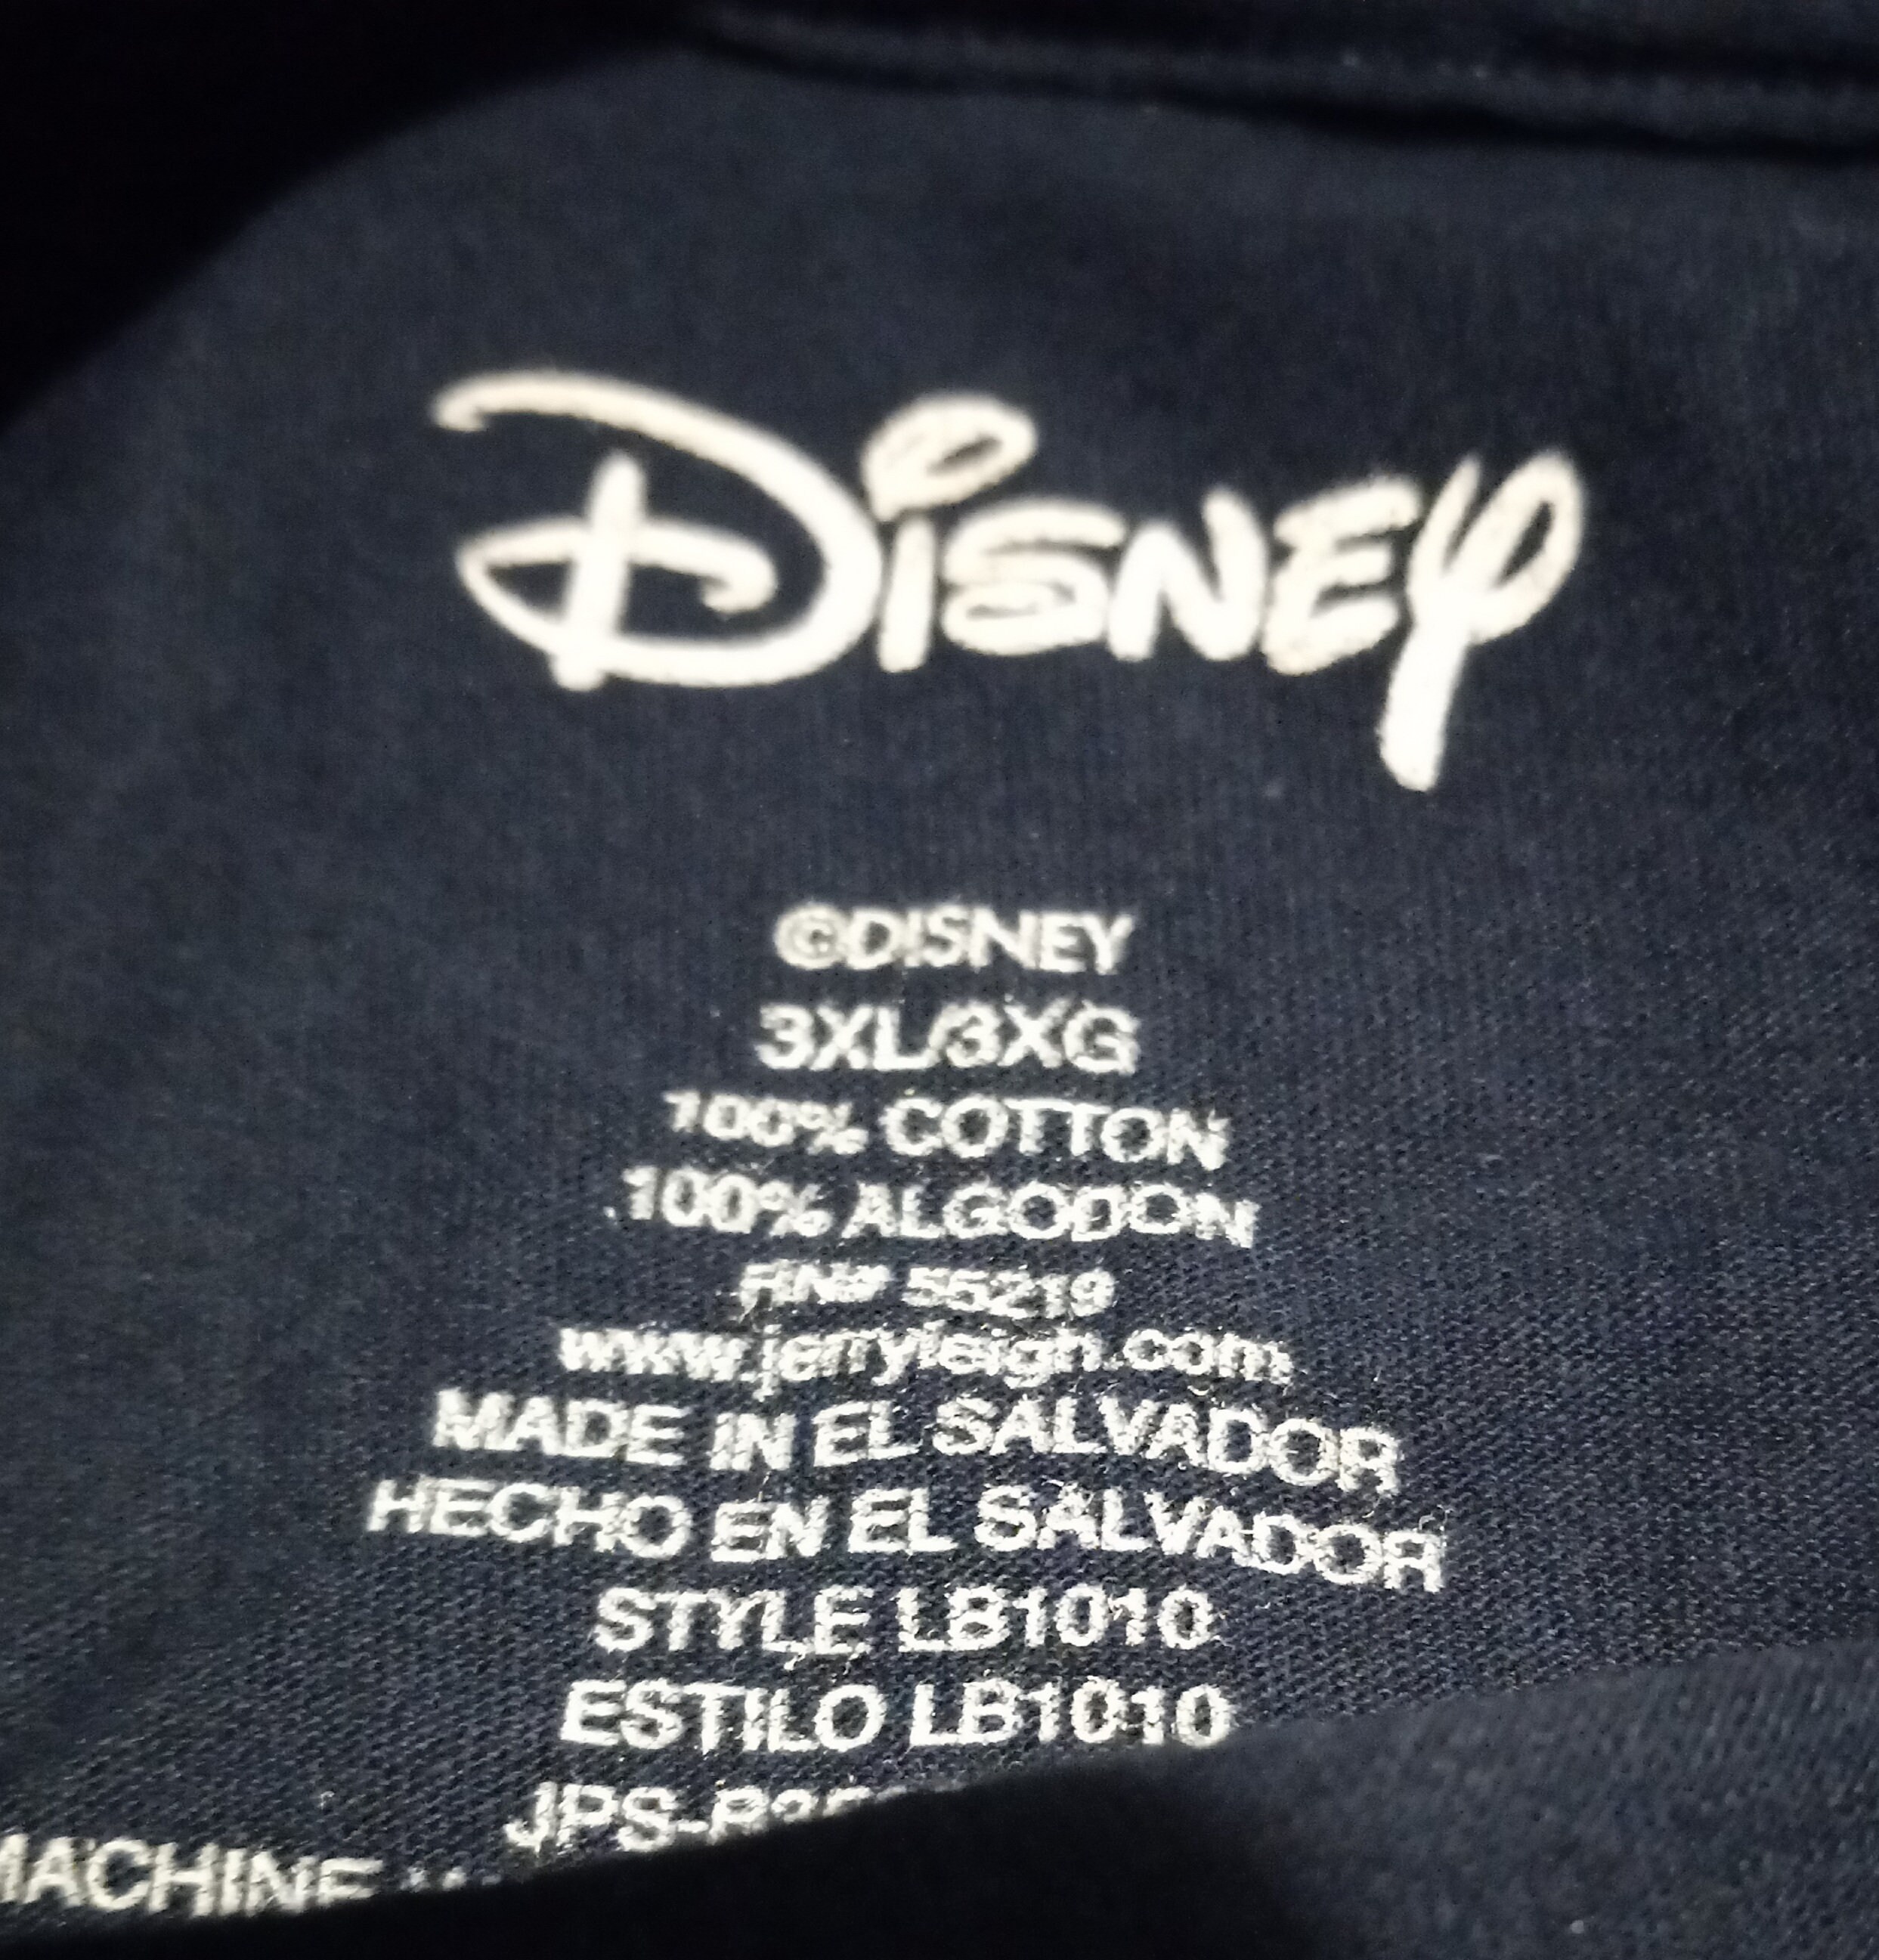 Disney
©DISNEY
3XL/3XG
100% COTTON
100% ALGODON
RN# 55219
www.jerryleigh.com
MADE IN EL SALVADOR
HECHO EN EL SALVADOR
STYLE LB1010
ESTILO LB1010
MACHINE